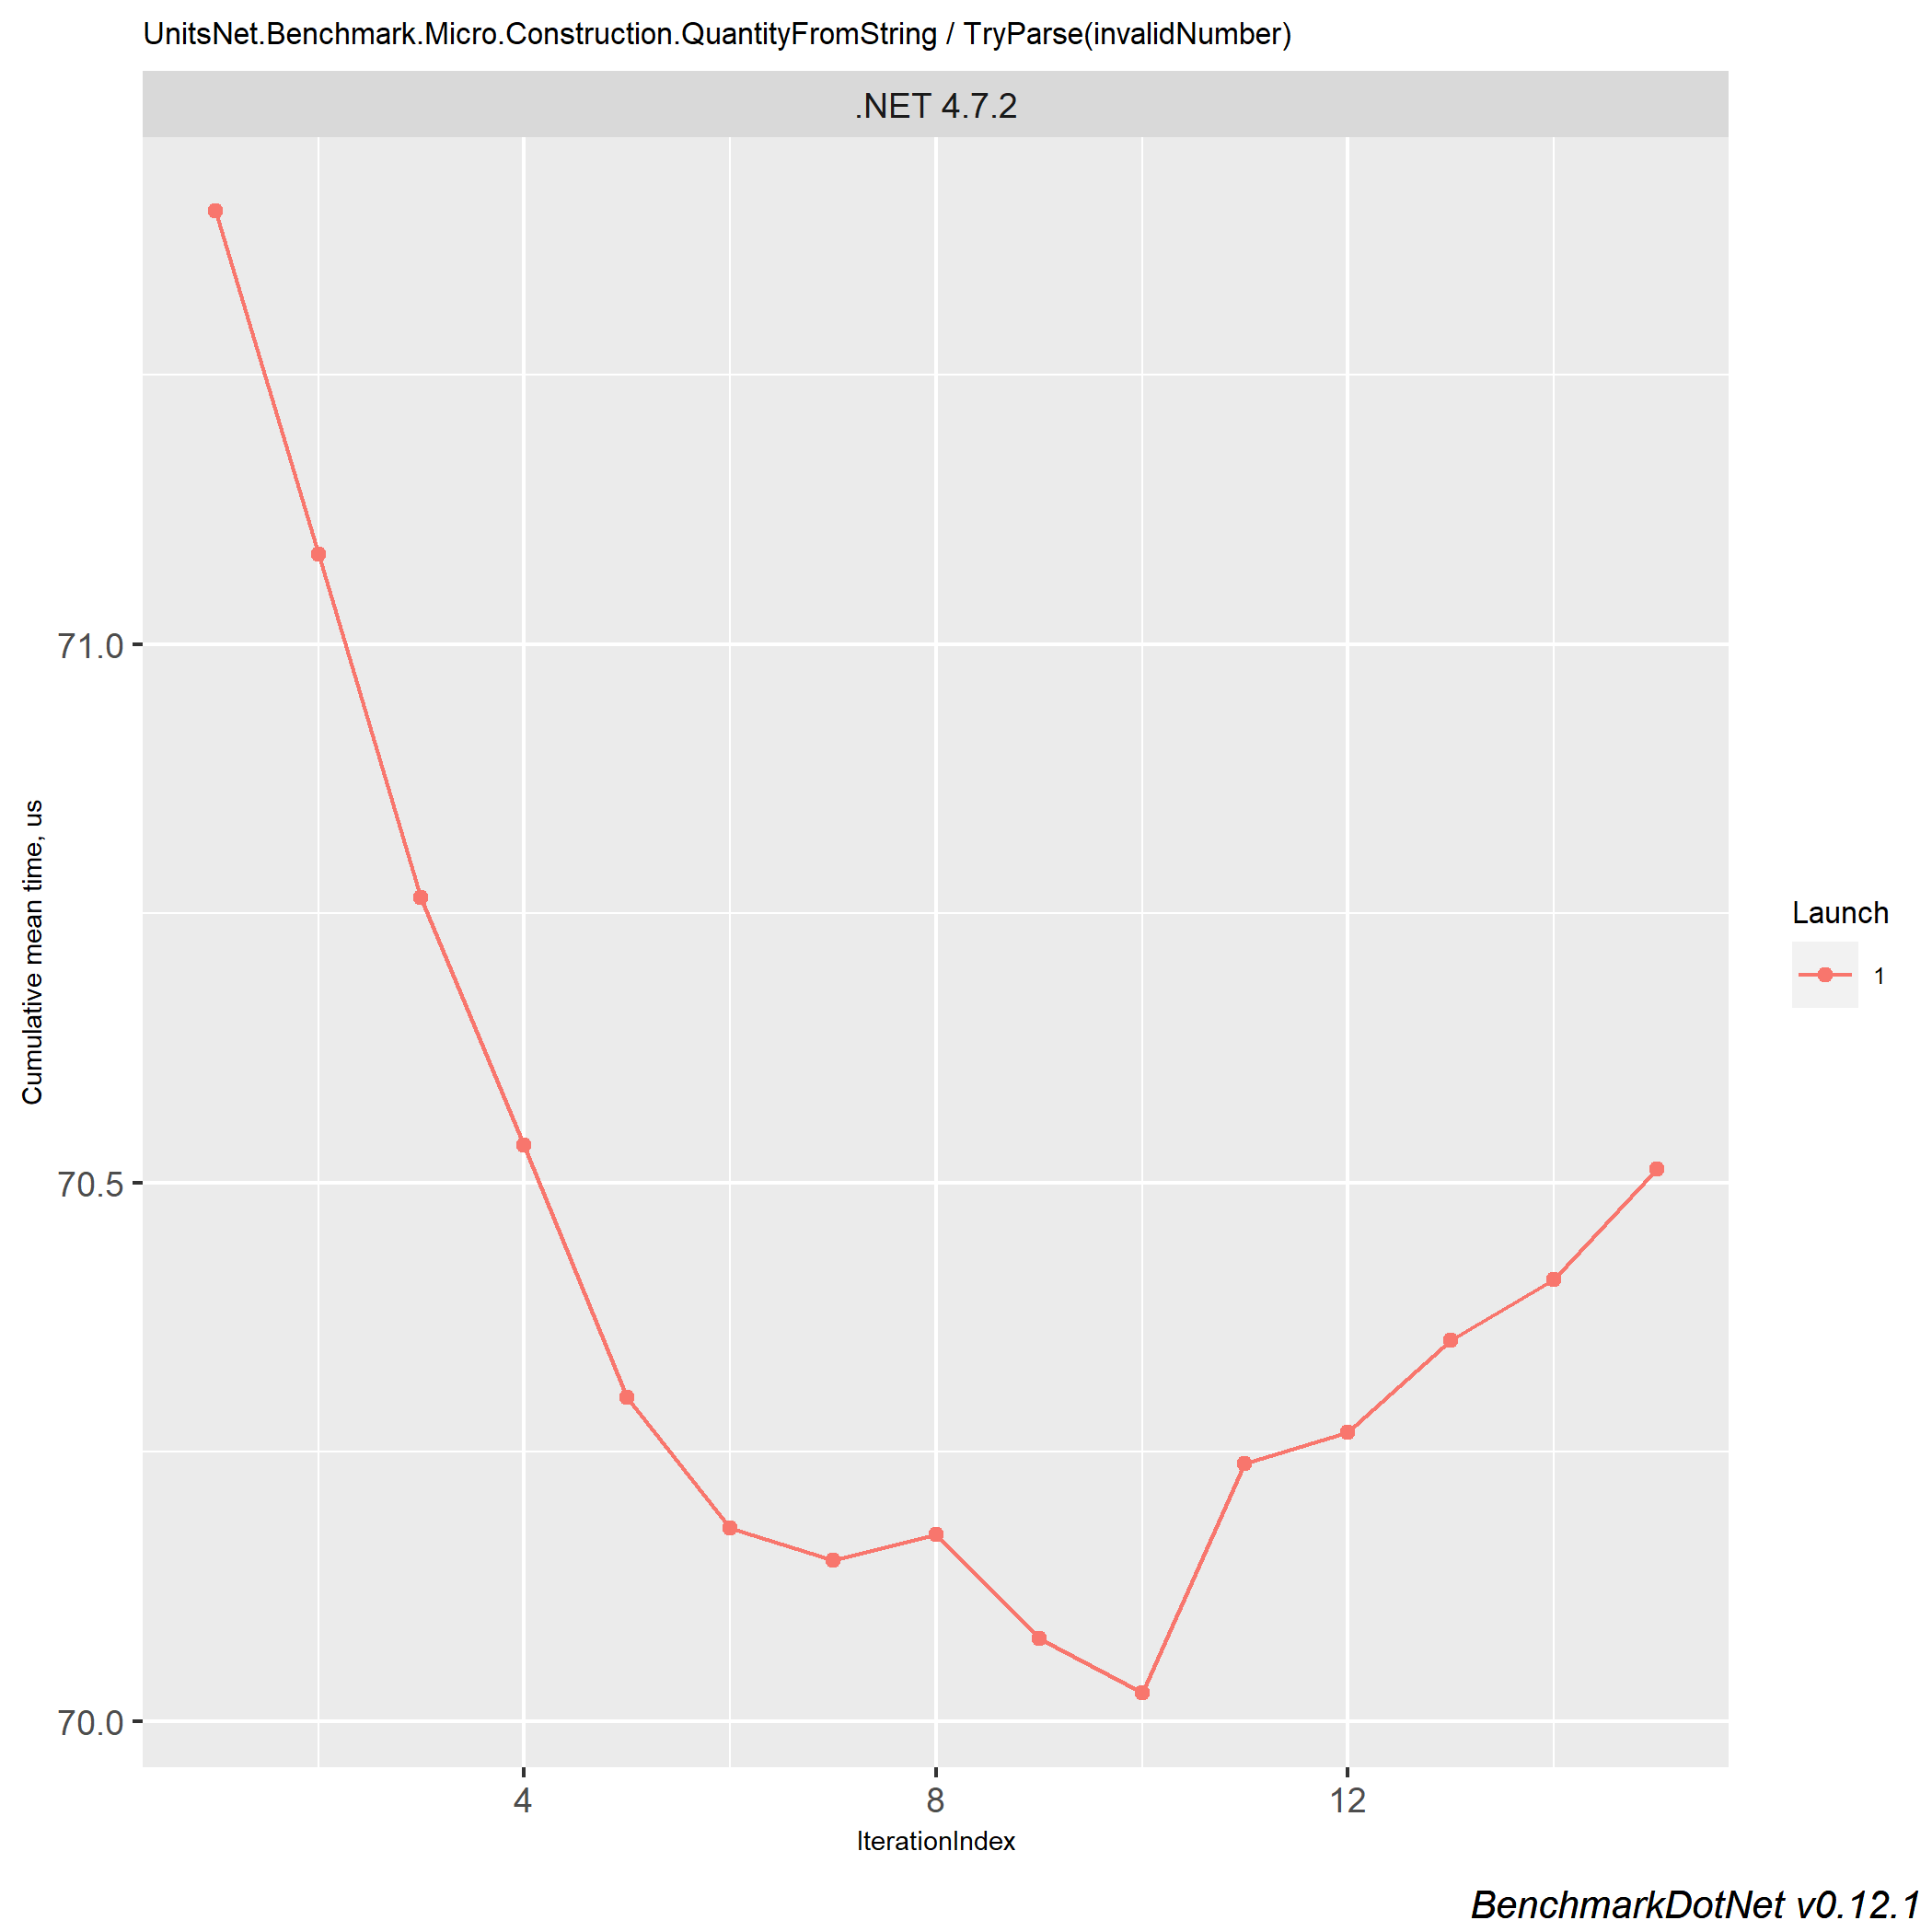 UnitsNet.Benchmark.Micro.Construction.QuantityFromString / TryParse(invalidNumber)
.NET 4.7.2
71.0
70.5
70.0
Cumulative mean time, us
4
8
12
IterationIndex
Launch
1
BenchmarkDotNet v0.12.1